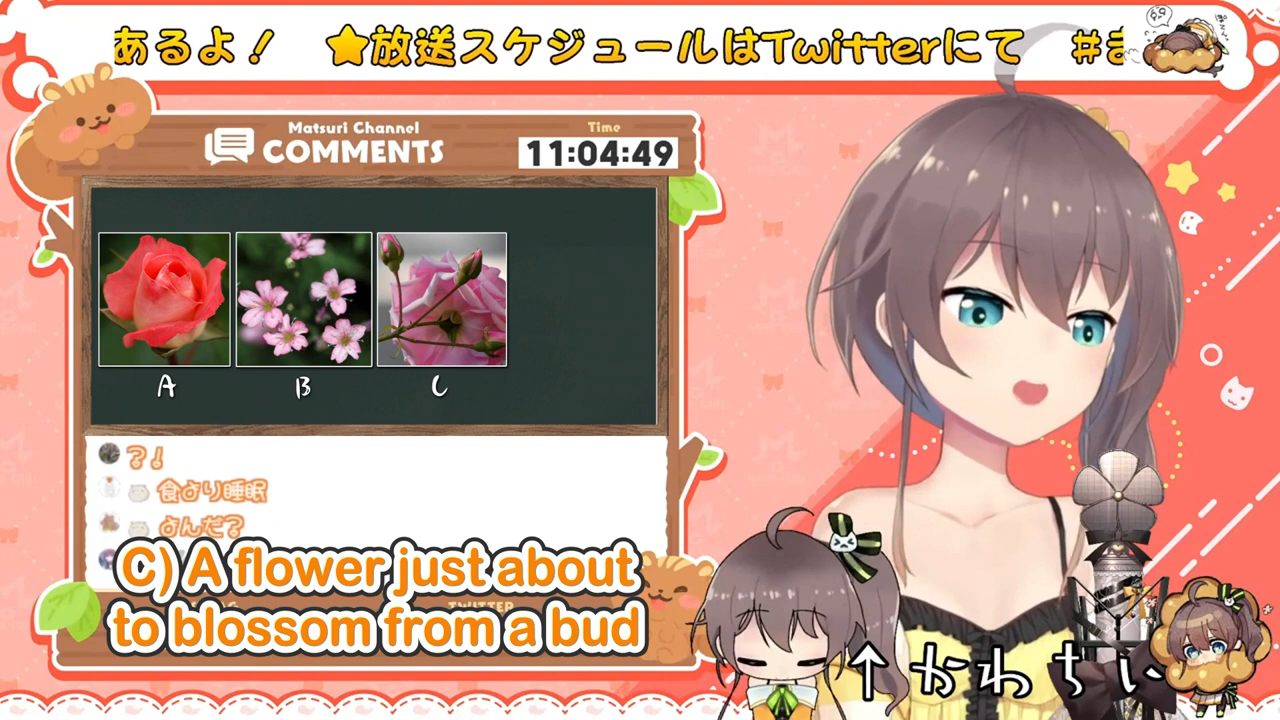 あるよ！ ★放送スケジュールはTwitterにて #ま
Matsuri Channel
COMMENTS
Time
11:04:49
A B C
？！
食より睡眠
よんだ？
C) A flower just about
to blossom from a bud
TWITTER
↑かわちぃ